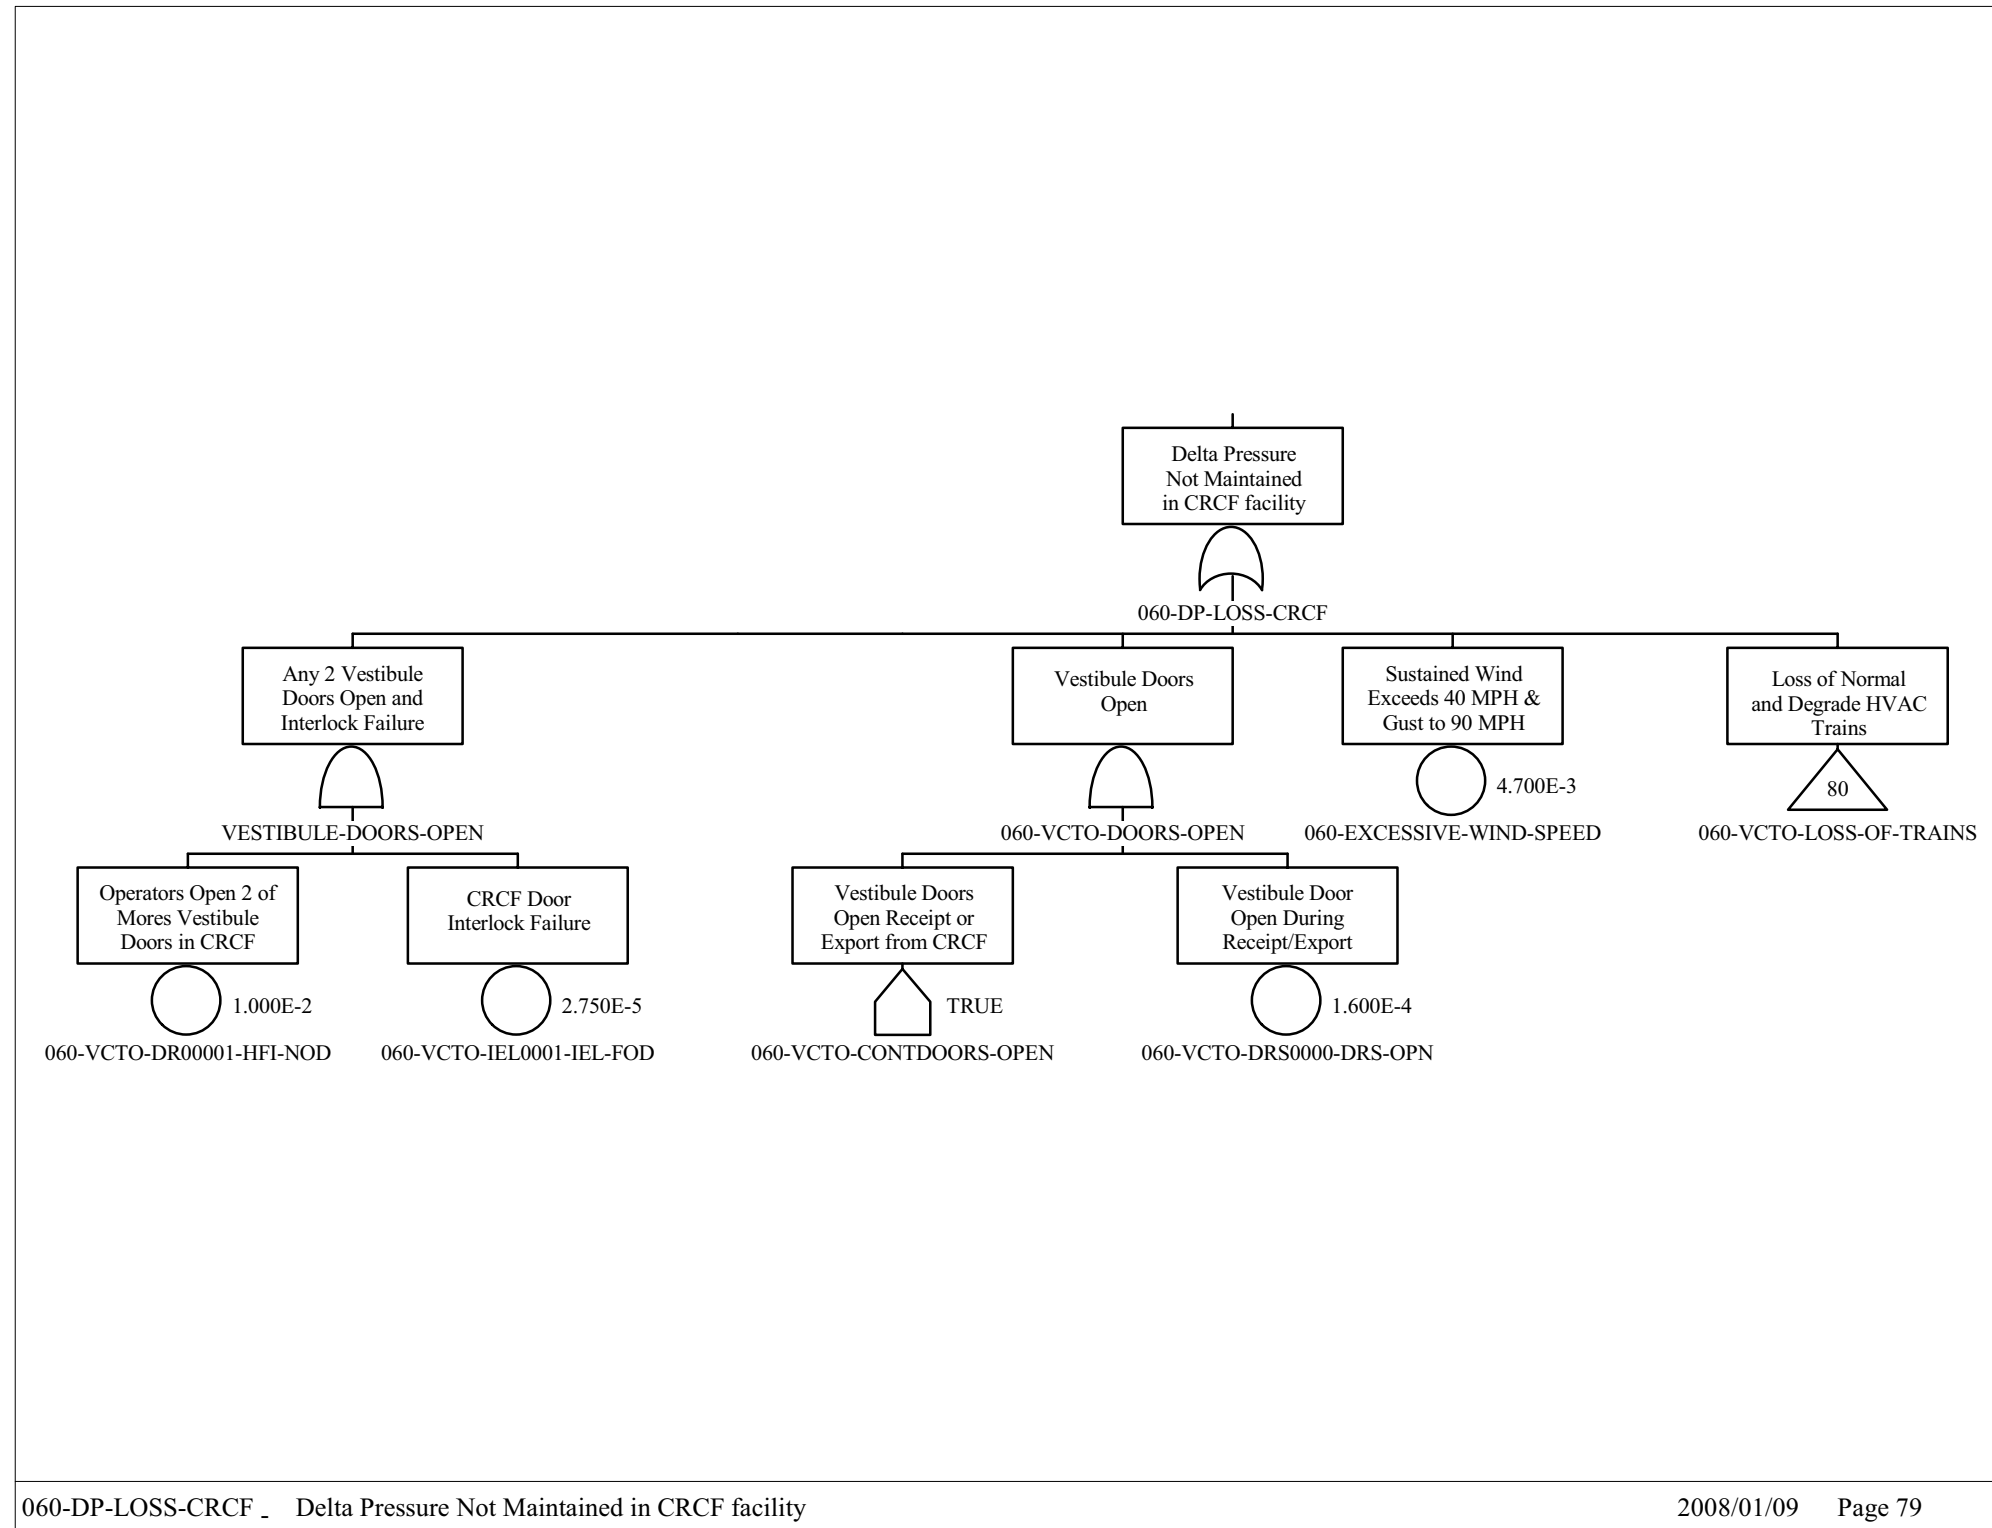 Delta Pressure
Not Maintained
in CRCF facility
060-DP-LOSS-CRCF
Any 2 Vestibule
Doors Open and
Interlock Failure
VESTIBULE-DOORS-OPEN
Vestibule Doors
Open
060-VCTO-DOORS-OPEN
Sustained Wind
Exceeds 40 MPH &
Gust to 90 MPH
4.700E-3
060-EXCESSIVE-WIND-SPEED
Loss of Normal
and Degrade HVAC
Trains
80
060-VCTO-LOSS-OF-TRAINS
Operators Open 2 of
Mores Vestibule
Doors in CRCF
1.000E-2
060-VCTO-DR00001-HFI-NOD
CRCF Door
Interlock Failure
2.750E-5
060-VCTO-IEL0001-IEL-FOD
Vestibule Doors
Open Receipt or
Export from CRCF
TRUE
060-VCTO-CONTDOORS-OPEN
Vestibule Door
Open During
Receipt/Export
1.600E-4
060-VCTO-DRS0000-DRS-OPN
060-DP-LOSS-CRCF - Delta Pressure Not Maintained in CRCF facility 2008/01/09 Page 79